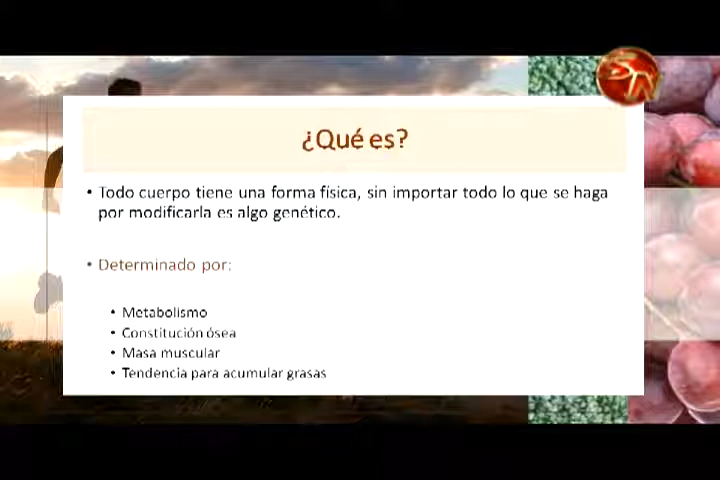 ¿Qué es?
• Todo cuerpo tiene una forma física, sin importar todo lo que se haga
por modificarla es algo genético.
• Determinado por:
• Metabolismo
• Constitución ósea
• Masa muscular
• Tendencia para acumular grasas